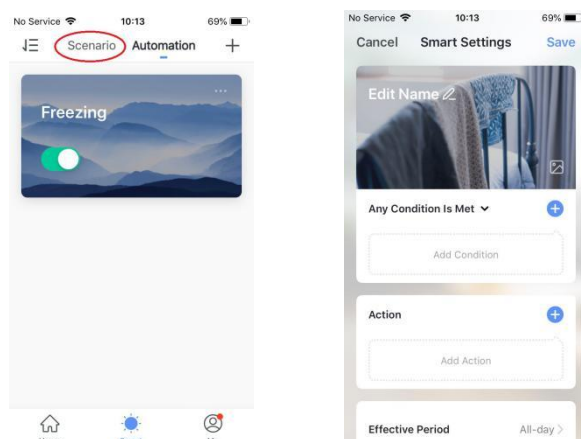 No Service 10:13 69%
Scenario Automation
Freezing
No Service 10:13 69%
Cancel Smart Settings Save
Edit Name
Any Condition Is Met
Add Condition
Action
Add Action
Effective Period All-day